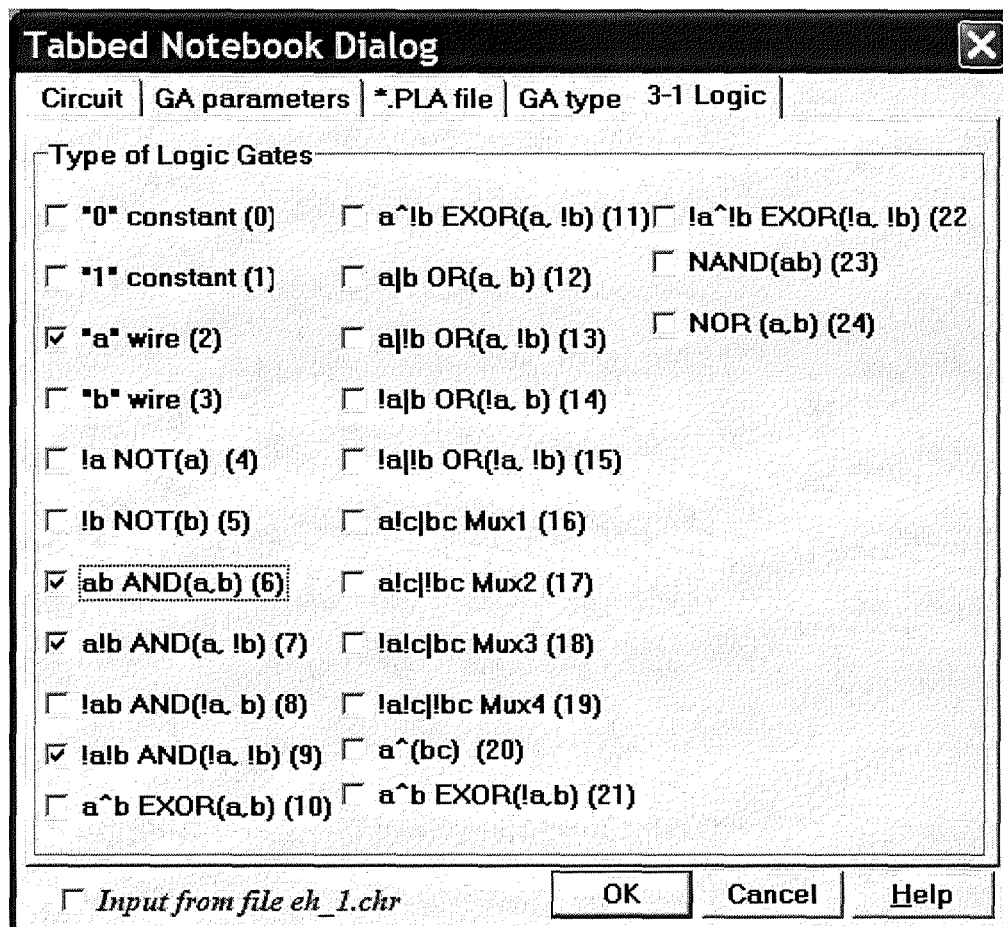 Tabbed Notebook Dialog
Circuit GA parameters *.PLA file GA type 3-1 Logic
Type of Logic Gates
"0" constant (0)
"1" constant (1)
"a" wire (2)
"b" wire (3)
!a NOT(a) (4)
!b NOT(b) (5)
ab AND(a,b) (6)
a!b AND(a, !b) (7)
!ab AND(!a, b) (8)
!a!b AND(!a, !b) (9)
a^b EXOR(a,b) (10)
a^!b EXOR(a, !b) (11)
a|b OR(a, b) (12)
a|!b OR(a, !b) (13)
!a|b OR(!a, b) (14)
!a|!b OR(!a, !b) (15)
a!c|bc Mux1 (16)
a!c|!bc Mux2 (17)
!a!c|bc Mux3 (18)
!a!c|!bc Mux4 (19)
a^(bc) (20)
a^b EXOR(!a,b) (21)
!a^!b EXOR(!a, !b) (22
NAND(ab) (23)
NOR (a,b) (24)
Input from file eh_1.chr
OK Cancel Help